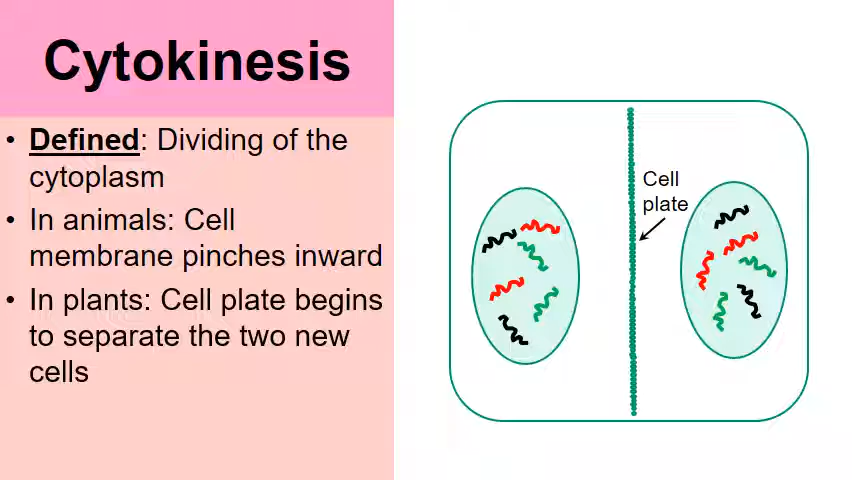 Cytokinesis
• Defined: Dividing of the
cytoplasm
• In animals: Cell
membrane pinches inward
• In plants: Cell plate begins
to separate the two new
cells
Cell
plate